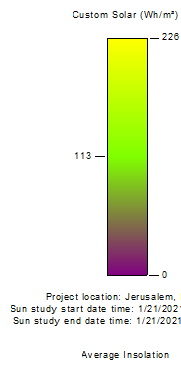 Custom Solar (Wh/m²)
226
113
0
Project location: Jerusalem,
Sun study start date time: 1/21/2021
Sun study end date time: 1/21/2021
Average Insolation